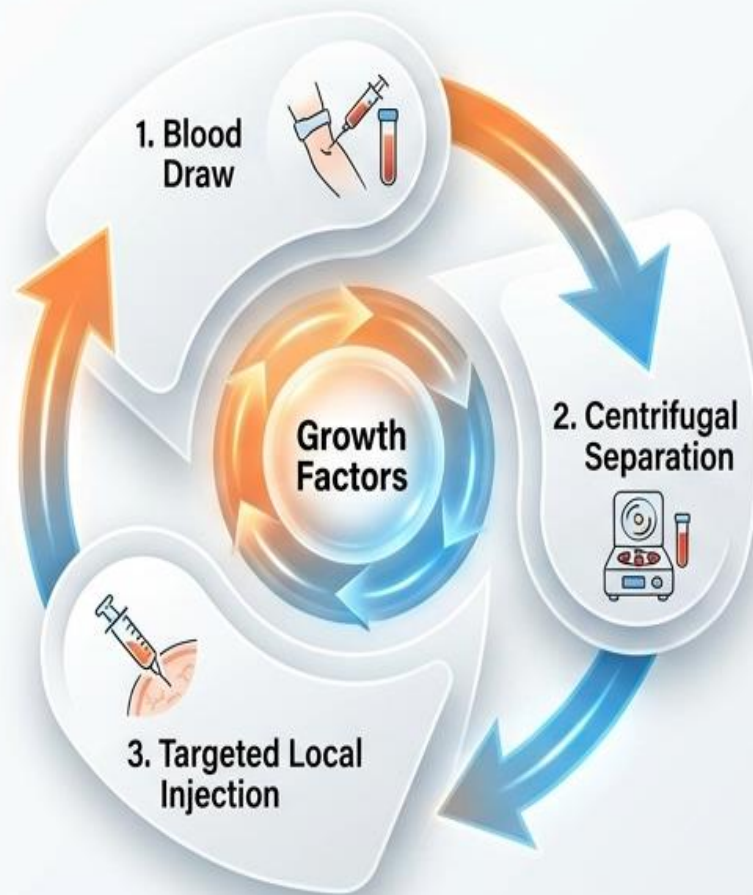 1. Blood
Draw
2. Centrifugal
Separation
Growth
Factors
3. Targeted Local
Injection